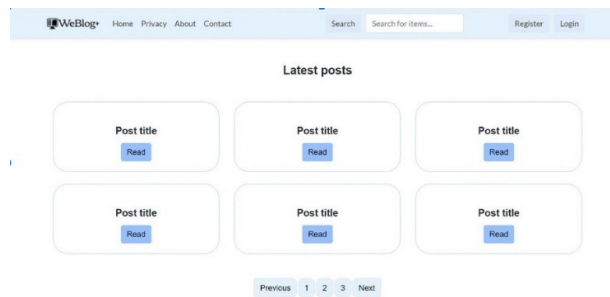 WeBlog+ Home Privacy About Contact Search Search for items... Register Login
Latest posts
Post title Post title Post title
Read Read Read
Post title Post title Post title
Read Read Read
Previous 1 2 3 Next